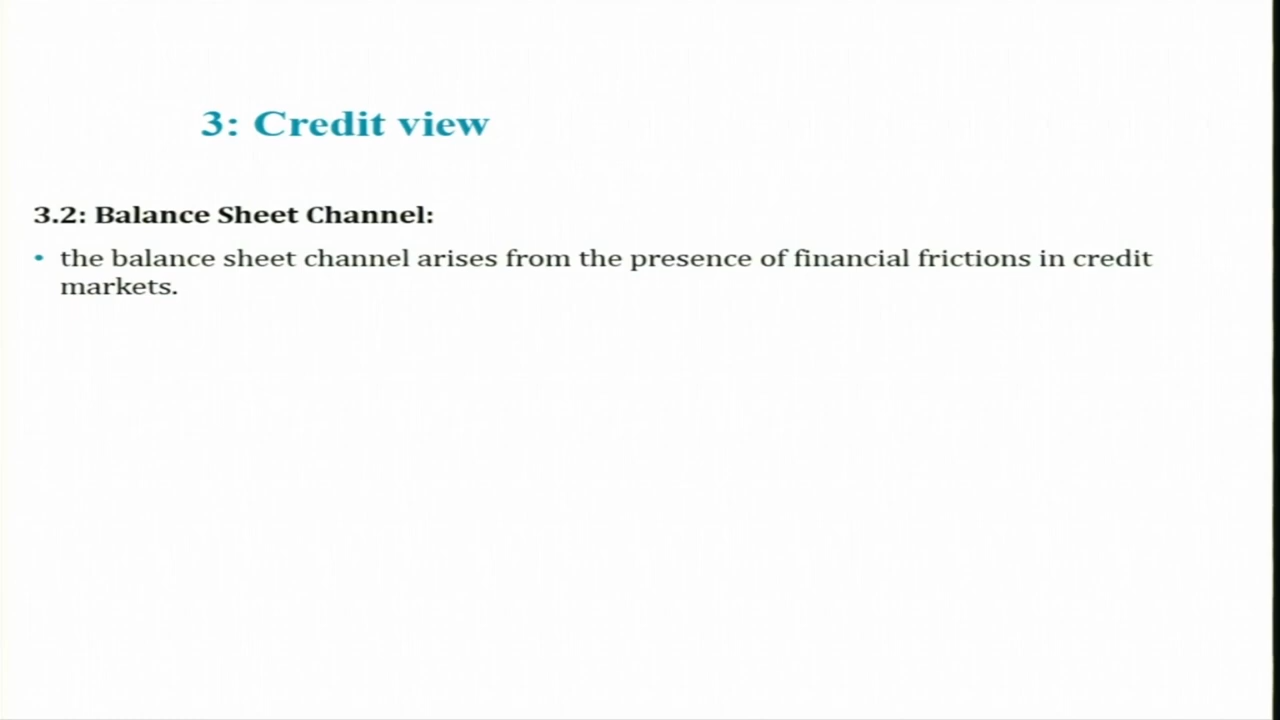 3: Credit view
3.2: Balance Sheet Channel:
• the balance sheet channel arises from the presence of financial frictions in credit
markets.